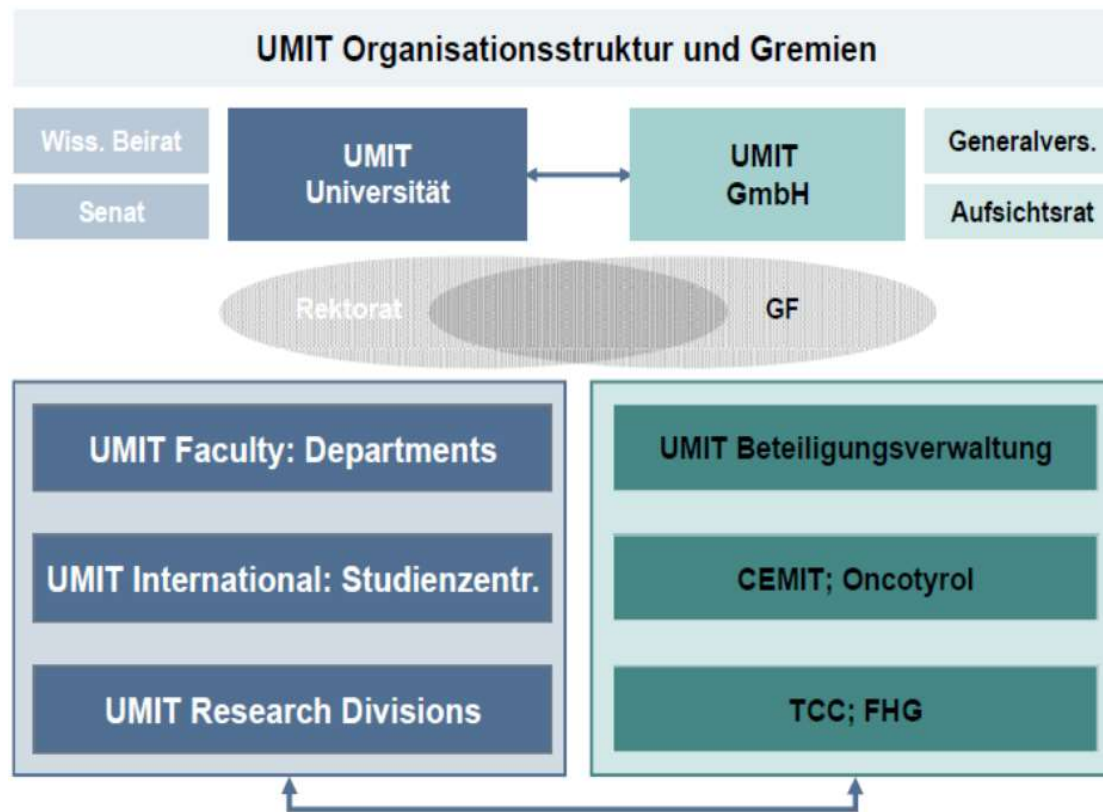 UMIT Organisationsstruktur und Gremien
Wiss. Beirat
Senat
UMIT
Universität
UMIT
GmbH
Generalvers.
Aufsichtsrat
Rektorat
GF
UMIT Faculty: Departments
UMIT International: Studienzentr.
UMIT Research Divisions
UMIT Beteiligungsverwaltung
CEMIT; Oncotyrol
TCC; FHG